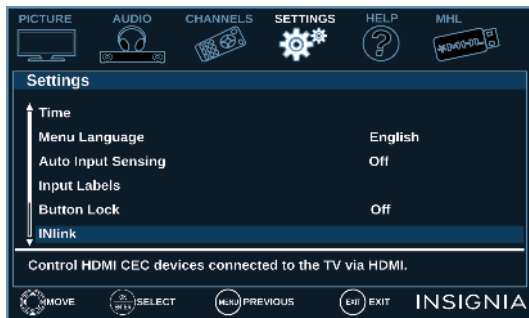 PICTURE AUDIO CHANNELS SETTINGS HELP MHL
Settings
Time
Menu Language English
Auto Input Sensing Off
Input Labels
Button Lock Off
INlink
Control HDMI CEC devices connected to the TV via HDMI.
MOVE OK ENTER SELECT MENU PREVIOUS EXIT EXIT INSIGNIA